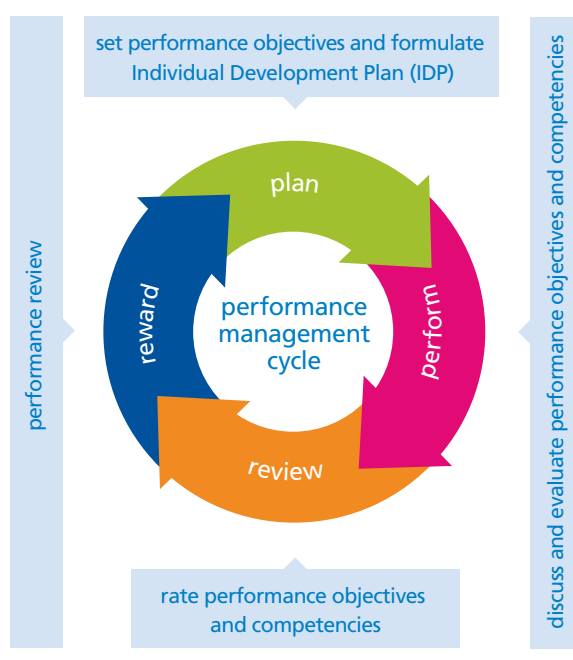 set performance objectives and formulate
Individual Development Plan (IDP)
performance review
discuss and evaluate performance objectives and competencies
plan
perform
review
reward
performance
management
cycle
rate performance objectives
and competencies